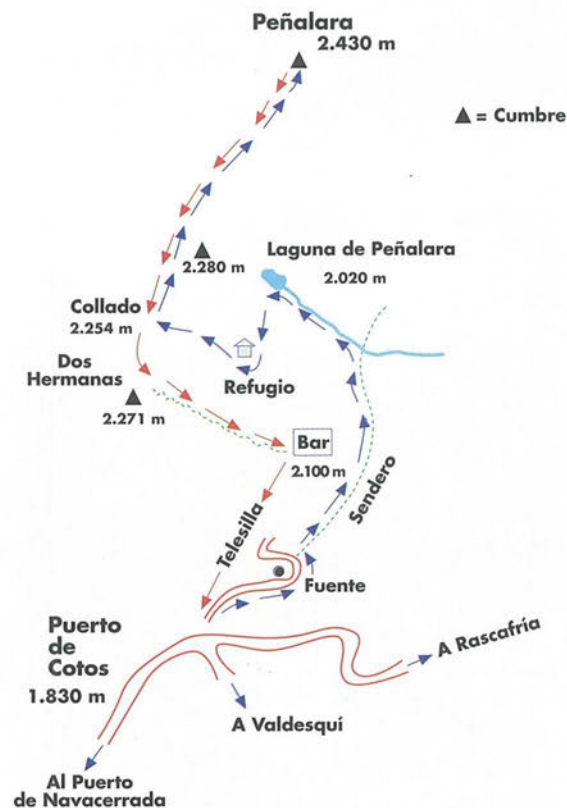 Peñalara
2.430 m
▲ = Cumbre
2.280 m
Laguna de Peñalara
2.020 m
Collado
2.254 m
Refugio
Dos
Hermanas
2.271 m
Bar
2.100 m
Sendero
Telesilla
Fuente
Puerto
de
Cotos
1.830 m
A Rascafría
A Valdesquí
Al Puerto
de Navacerrada